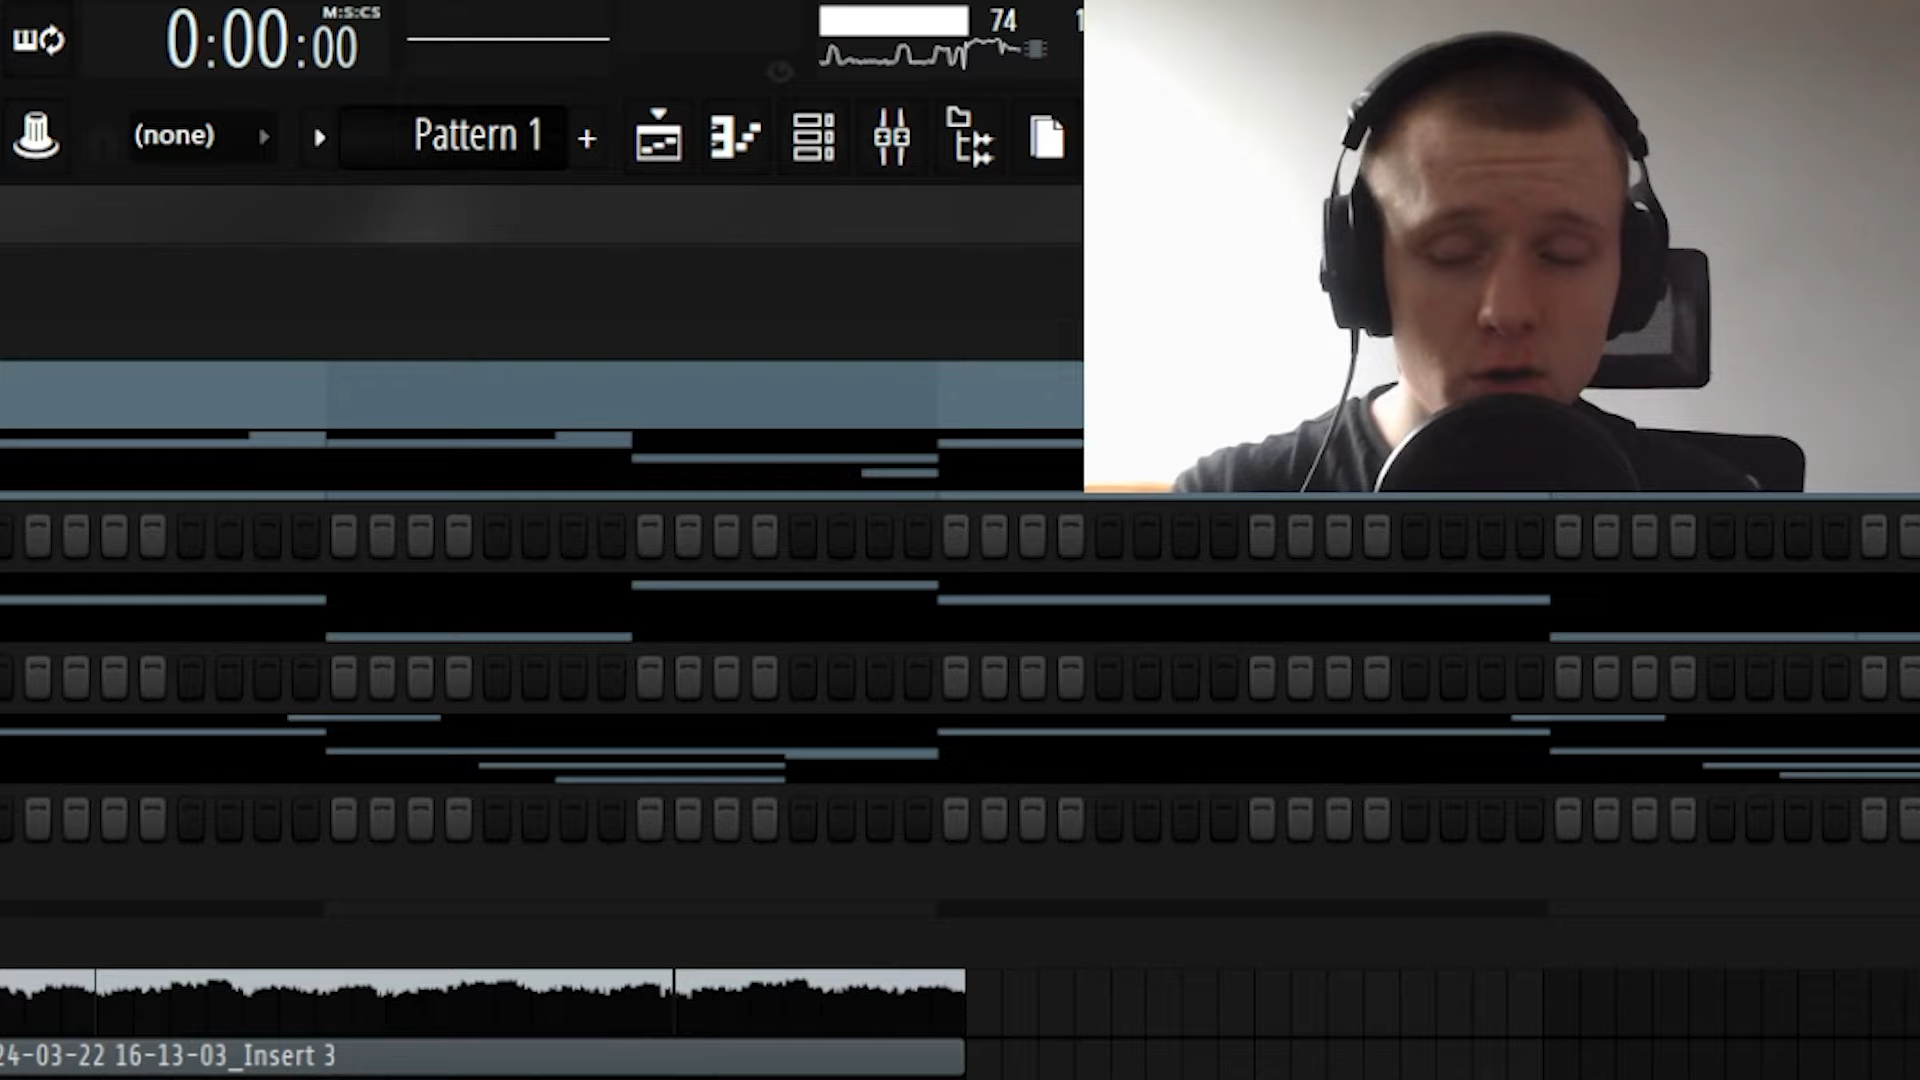 M:S:CS
0:00:00
74
(none)
Pattern 1
+
24-03-22 16-13-03_Insert 3